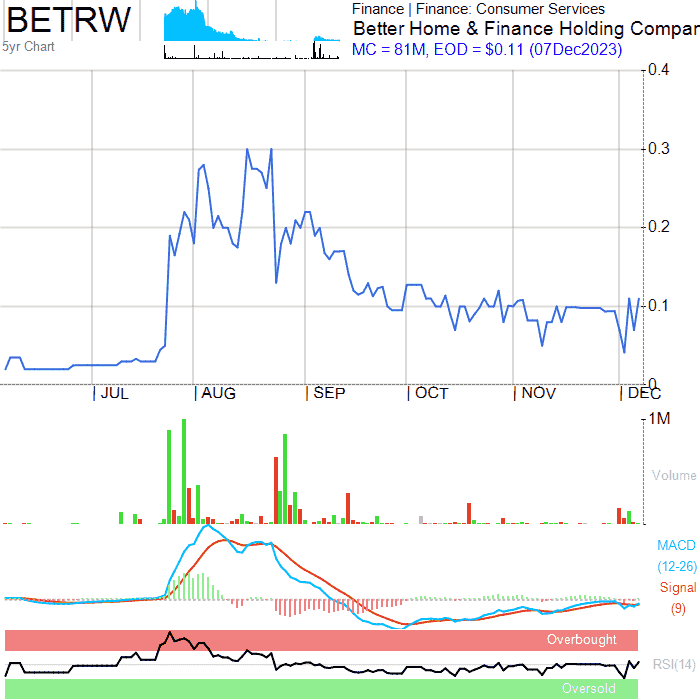 BETRW
5yr Chart
Finance | Finance: Consumer Services
Better Home & Finance Holding Compan
MC = 81M, EOD = $0.11 (07Dec2023)
0.4
0.3
0.2
0.1
0
JUL AUG SEP OCT NOV DEC
1M
Volume
MACD
(12-26)
Signal
(9)
Overbought
RSI(14)
Oversold